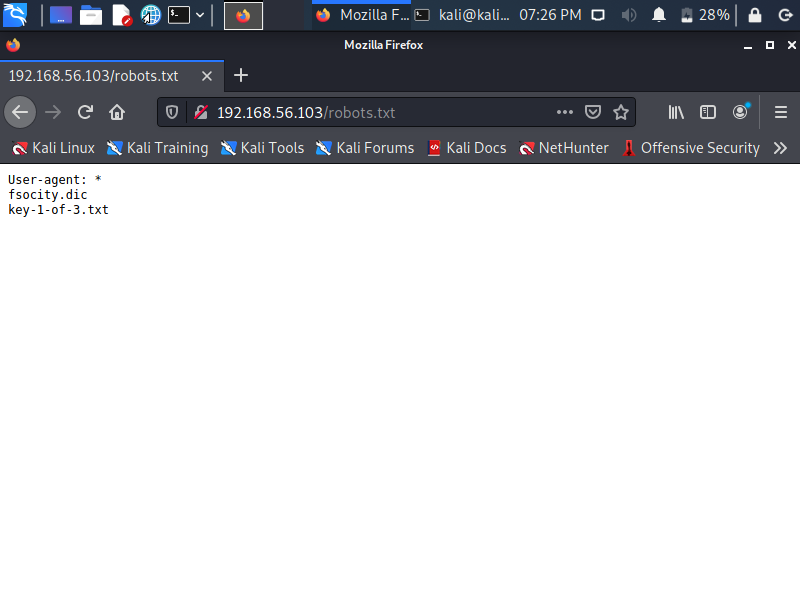 Mozilla F... kali@kali... 07:26 PM 28%
Mozilla Firefox
192.168.56.103/robots.txt
192.168.56.103/robots.txt
Kali Linux Kali Training Kali Tools Kali Forums Kali Docs NetHunter Offensive Security
User-agent: *
fsocity.dic
key-1-of-3.txt